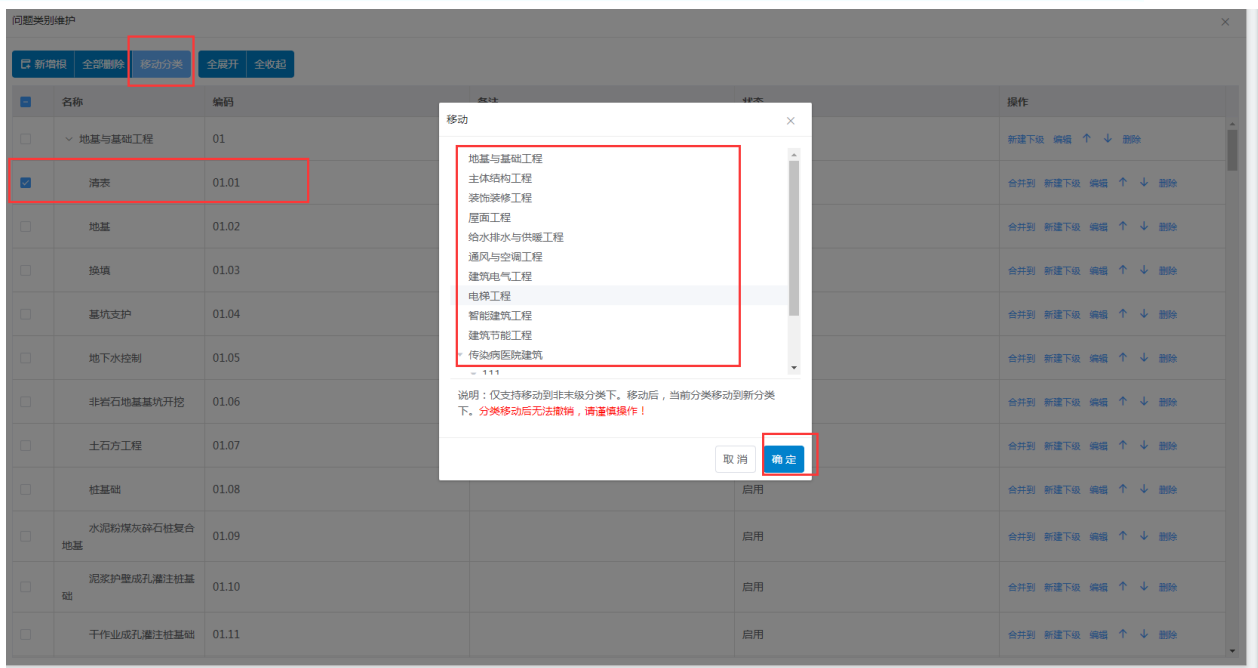 问题类别维护
新增根 全部删除 移动分类 全展开 全收起
名称 编码 备注 状态 操作
地基与基础工程 01 新建下级 编辑 ↑ ↓ 删除
清表 01.01 合并到 新建下级 编辑 ↑ ↓ 删除
地基 01.02 合并到 新建下级 编辑 ↑ ↓ 删除
换填 01.03 合并到 新建下级 编辑 ↑ ↓ 删除
基坑支护 01.04 合并到 新建下级 编辑 ↑ ↓ 删除
地下水控制 01.05 合并到 新建下级 编辑 ↑ ↓ 删除
非岩石地基基坑开挖 01.06 合并到 新建下级 编辑 ↑ ↓ 删除
土石方工程 01.07 合并到 新建下级 编辑 ↑ ↓ 删除
桩基础 01.08 启用 合并到 新建下级 编辑 ↑ ↓ 删除
水泥粉煤灰碎石桩复合
地基 01.09 启用 合并到 新建下级 编辑 ↑ ↓ 删除
泥浆护壁成孔灌注桩基
础 01.10 启用 合并到 新建下级 编辑 ↑ ↓ 删除
干作业成孔灌注桩基础 01.11 启用 合并到 新建下级 编辑 ↑ ↓ 删除
移动
地基与基础工程
主体结构工程
装饰装修工程
屋面工程
给水排水与供暖工程
通风与空调工程
建筑电气工程
电梯工程
智能建筑工程
建筑节能工程
传染病医院建筑
111
说明：仅支持移动到非末级分类下。移动后，当前分类移动到新分类
下。分类移动后无法撤销，请谨慎操作！
取消 确定